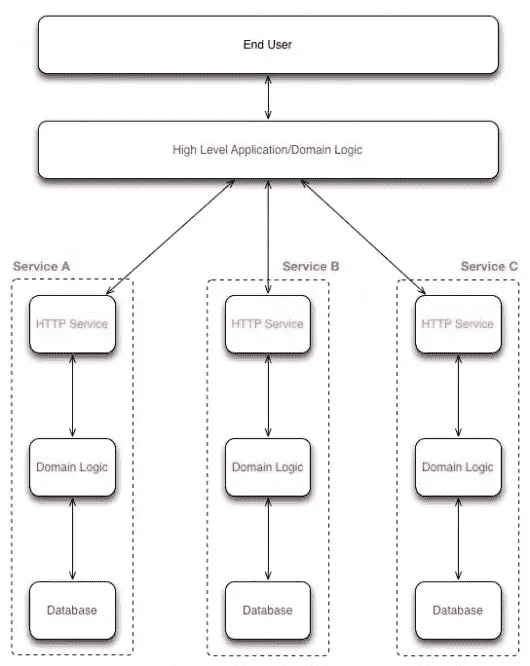 End User
High Level Application/Domain Logic
Service A
Service B
Service C
HTTP Service
HTTP Service
HTTP Service
Domain Logic
Domain Logic
Domain Logic
Database
Database
Database